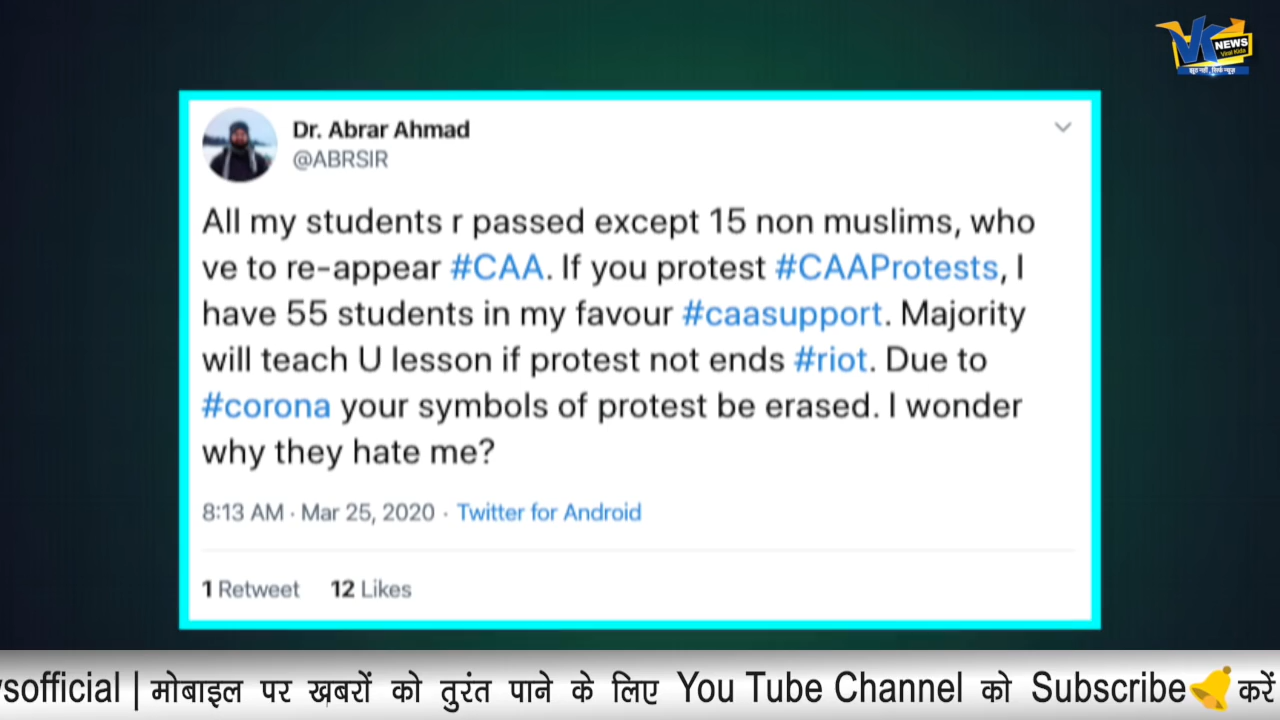 VK NEWS
Viral Kida
झूठ नही, सिर्फ न्यूज़
Dr. Abrar Ahmad
@ABRSIR
All my students r passed except 15 non muslims, who
ve to re-appear #CAA. If you protest #CAAProtests, I
have 55 students in my favour #caasupport. Majority
will teach U lesson if protest not ends #riot. Due to
#corona your symbols of protest be erased. I wonder
why they hate me?
8:13 AM · Mar 25, 2020 · Twitter for Android
1 Retweet 12 Likes
sofficial | मोबाइल पर ख़बरों को तुरंत पाने के लिए You Tube Channel को Subscribe करें